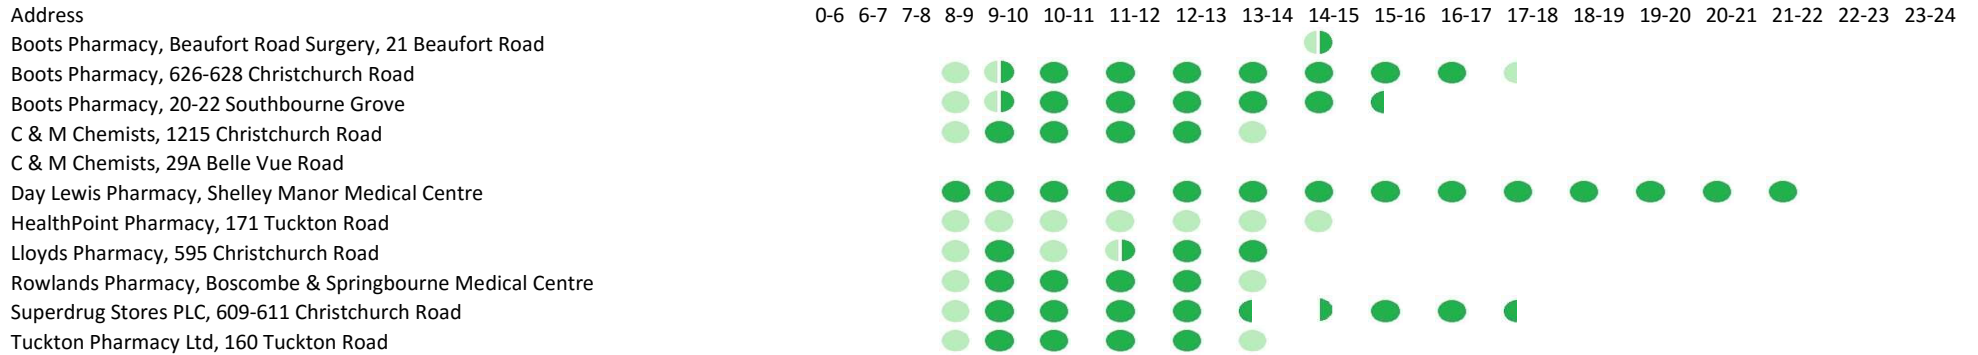 Address 0-6 6-7 7-8 8-9 9-10 10-11 11-12 12-13 13-14 14-15 15-16 16-17 17-18 18-19 19-20 20-21 21-22 22-23 23-24
Boots Pharmacy, Beaufort Road Surgery, 21 Beaufort Road
Boots Pharmacy, 626-628 Christchurch Road
Boots Pharmacy, 20-22 Southbourne Grove
C & M Chemists, 1215 Christchurch Road
C & M Chemists, 29A Belle Vue Road
Day Lewis Pharmacy, Shelley Manor Medical Centre
HealthPoint Pharmacy, 171 Tuckton Road
Lloyds Pharmacy, 595 Christchurch Road
Rowlands Pharmacy, Boscombe & Springbourne Medical Centre
Superdrug Stores PLC, 609-611 Christchurch Road
Tuckton Pharmacy Ltd, 160 Tuckton Road